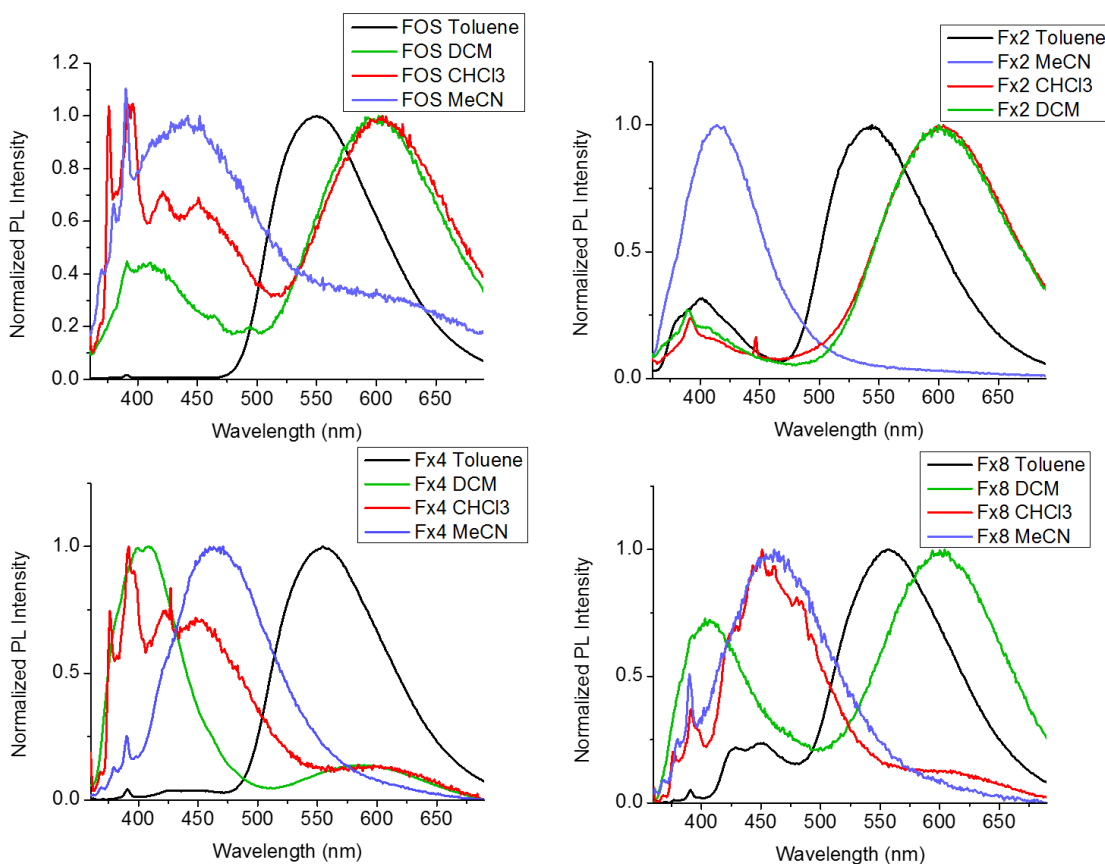 FOS Toluene
FOS DCM
FOS CHCl3
FOS MeCN
1.2
1.0
0.8
0.6
0.4
0.2
0.0
Normalized PL Intensity
400 450 500 550 600 650
Wavelength (nm)
Fx2 Toluene
Fx2 MeCN
Fx2 CHCl3
Fx2 DCM
1.0
0.5
0.0
Normalized PL Intensity
400 450 500 550 600 650
Wavelength (nm)
Fx4 Toluene
Fx4 DCM
Fx4 CHCl3
Fx4 MeCN
1.0
0.5
0.0
Normalized PL Intensity
400 450 500 550 600 650
Wavelength (nm)
Fx8 Toluene
Fx8 DCM
Fx8 CHCl3
Fx8 MeCN
1.0
0.5
0.0
Normalized PL Intensity
400 450 500 550 600 650
Wavelength (nm)